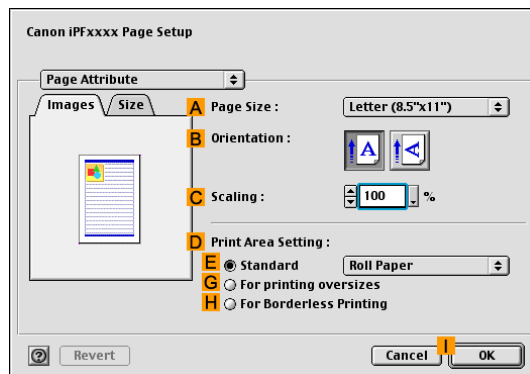 Canon iPFxxxx Page Setup
Page Attribute
Images Size
A Page Size : Letter (8.5"x11")
B Orientation :
A A
C Scaling : 100 %
D Print Area Setting :
E Standard Roll Paper
G For printing oversizes
H For Borderless Printing
? Revert Cancel I OK